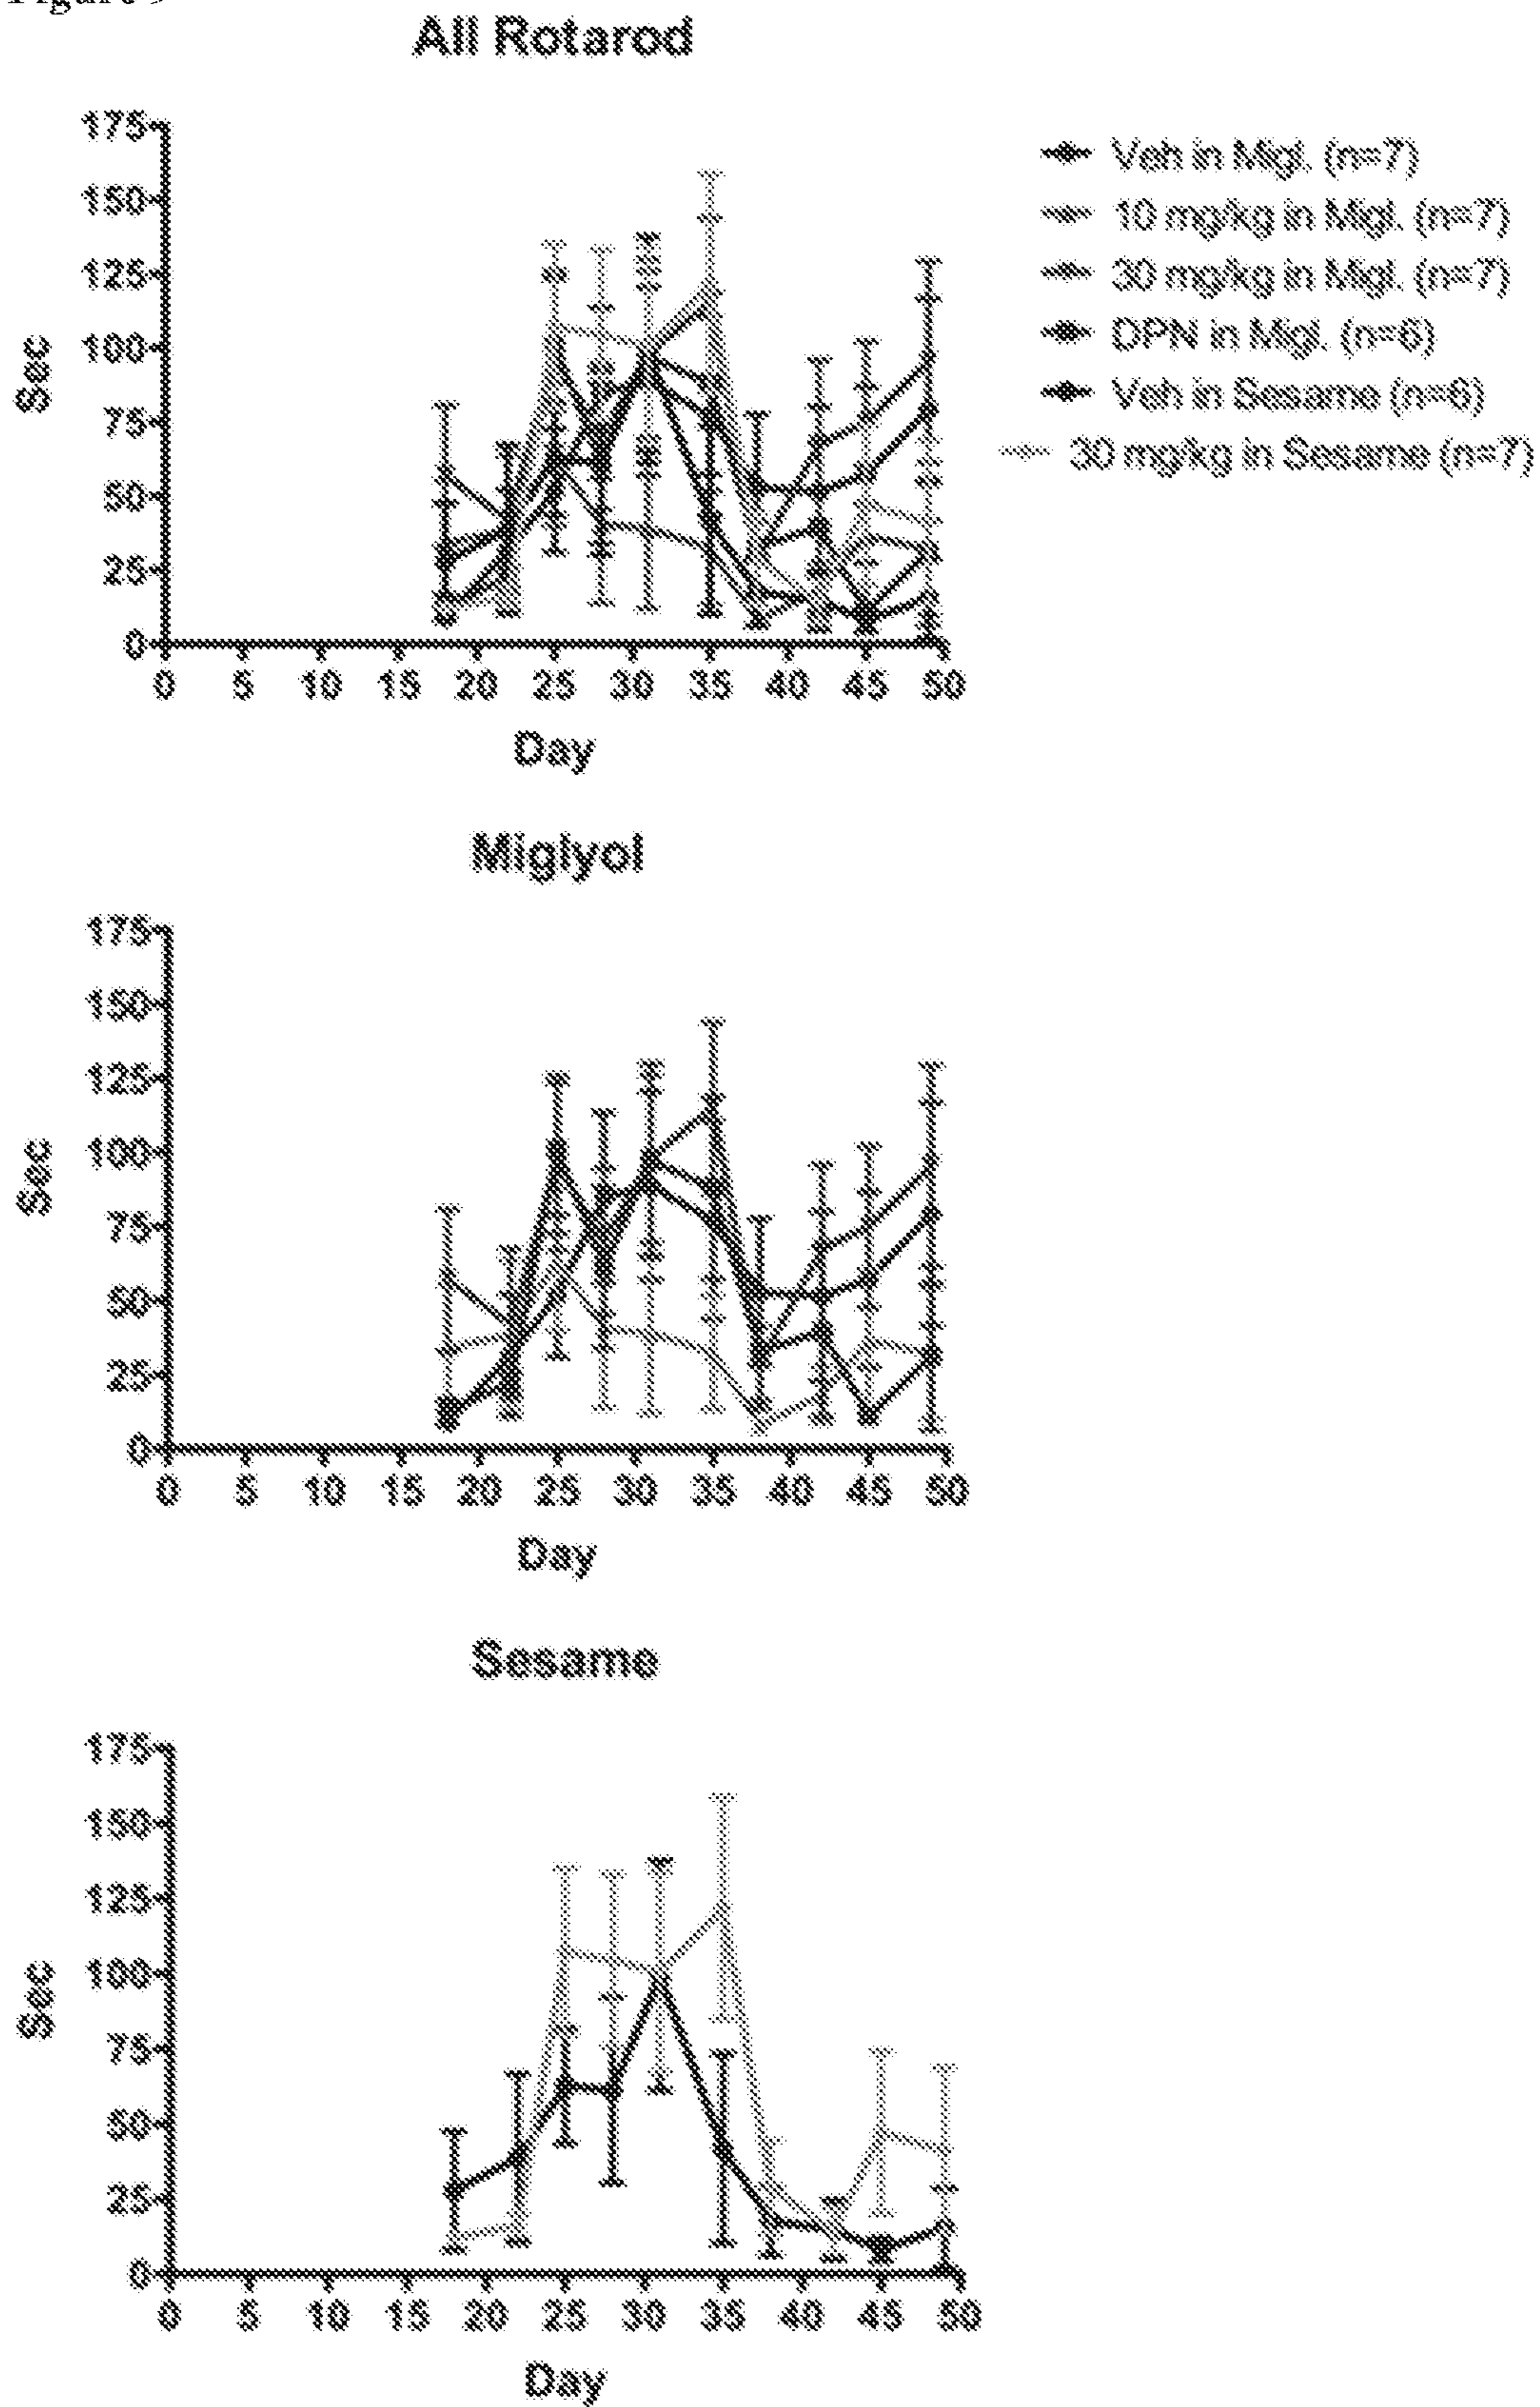 All Rotarod
175
150
125
100
75
50
25
0
Sec
0 5 10 15 20 25 30 35 40 45 50
Day
Veh in Migl. (n=7)
10 mg/kg in Migl. (n=7)
30 mg/kg in Migl. (n=7)
DPN in Migl. (n=6)
Veh in Sesame (n=6)
30 mg/kg in Sesame (n=7)
Miglyol
175
150
125
100
75
50
25
0
Sec
0 5 10 15 20 25 30 35 40 45 50
Day
Sesame
175
150
125
100
75
50
25
0
Sec
0 5 10 15 20 25 30 35 40 45 50
Day